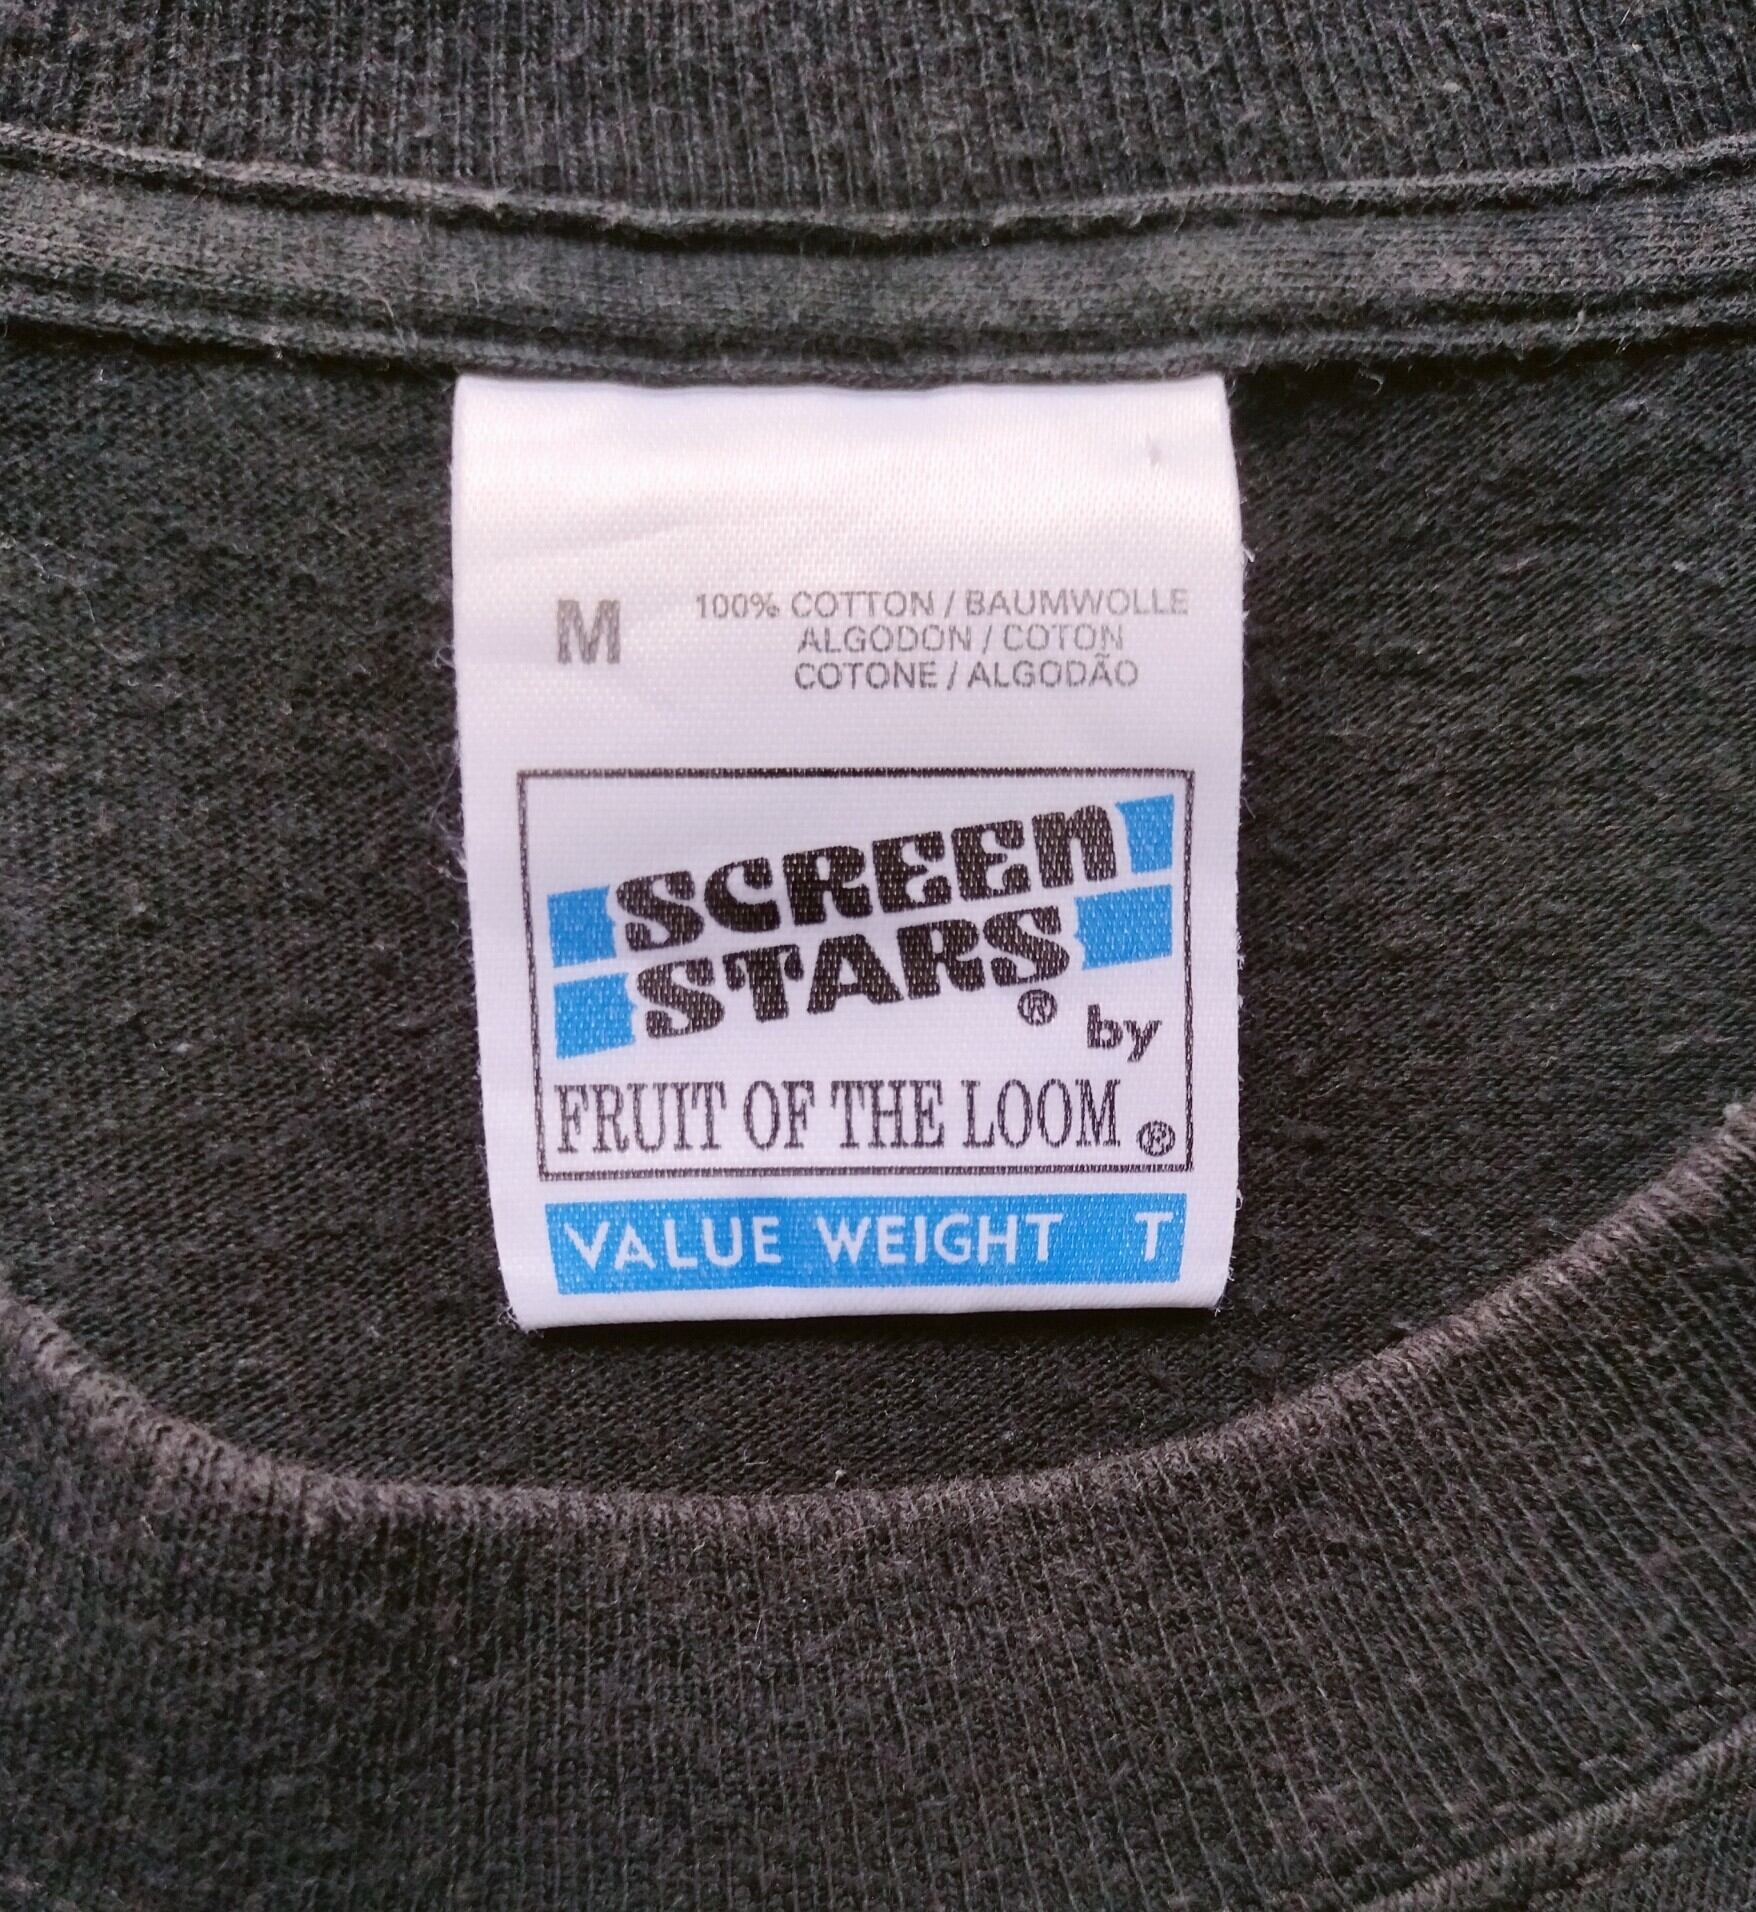 M
100% COTTON / BAUMWOLLE
ALGODON / COTON
COTONE / ALGODÃO
SCREEN
STARS®
by
FRUIT OF THE LOOM®
VALUE WEIGHT T